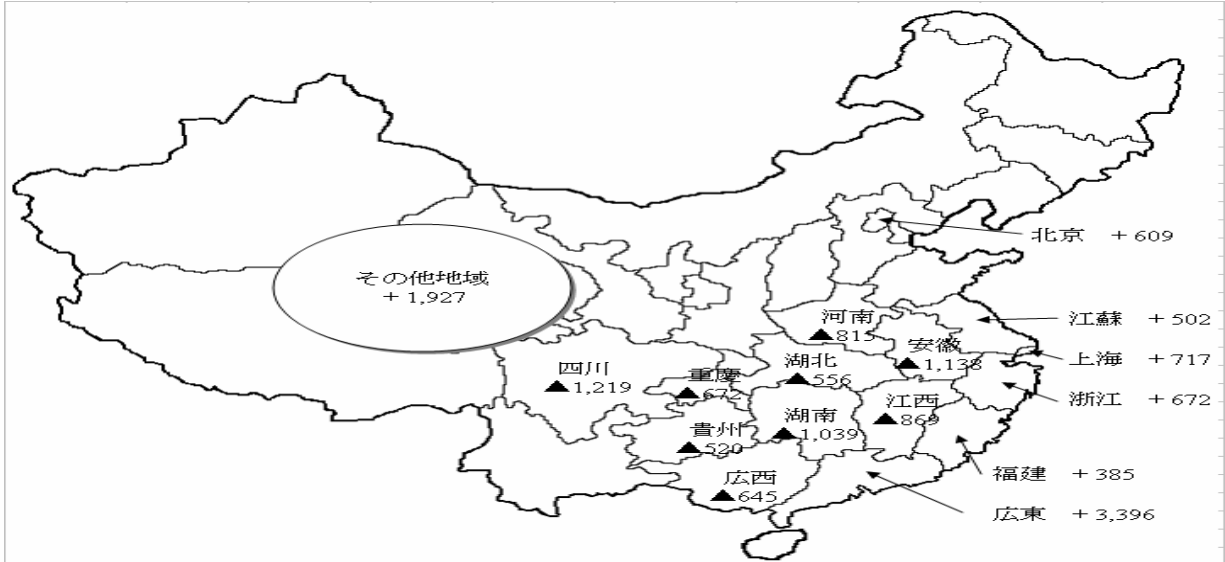 北京 +609
その他地域
+1,927
河南
▲815
江蘇 +502
安徽
▲1,138
上海 +717
湖北
▲556
四川
▲1,219
重慶
▲672
浙江 +672
江西
▲869
湖南
▲1,039
貴州
▲520
福建 +385
広西
▲645
広東 +3,396